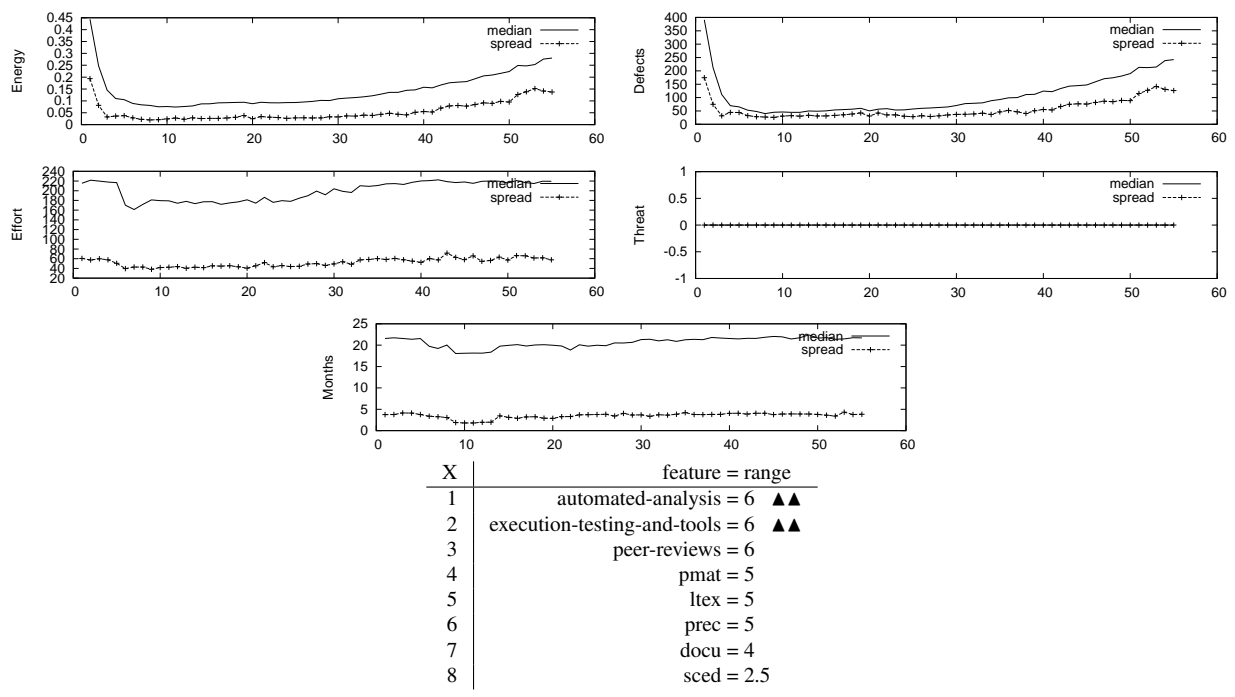 Energy
0.45
0.4
0.35
0.3
0.25
0.2
0.15
0.1
0.05
0
0 10 20 30 40 50 60
median
spread
Defects
400
350
300
250
200
150
100
50
0
0 10 20 30 40 50 60
median
spread
Effort
240
220
200
180
160
140
120
100
80
60
40
20
0 10 20 30 40 50 60
median
spread
Threat
1
0.5
0
-0.5
-1
0 10 20 30 40 50 60
median
spread
Months
25
20
15
10
5
0
0 10 20 30 40 50 60
median
spread
X feature = range
1 automated-analysis = 6 ▲▲
2 execution-testing-and-tools = 6 ▲▲
3 peer-reviews = 6
4 pmat = 5
5 ltex = 5
6 prec = 5
7 docu = 4
8 sced = 2.5